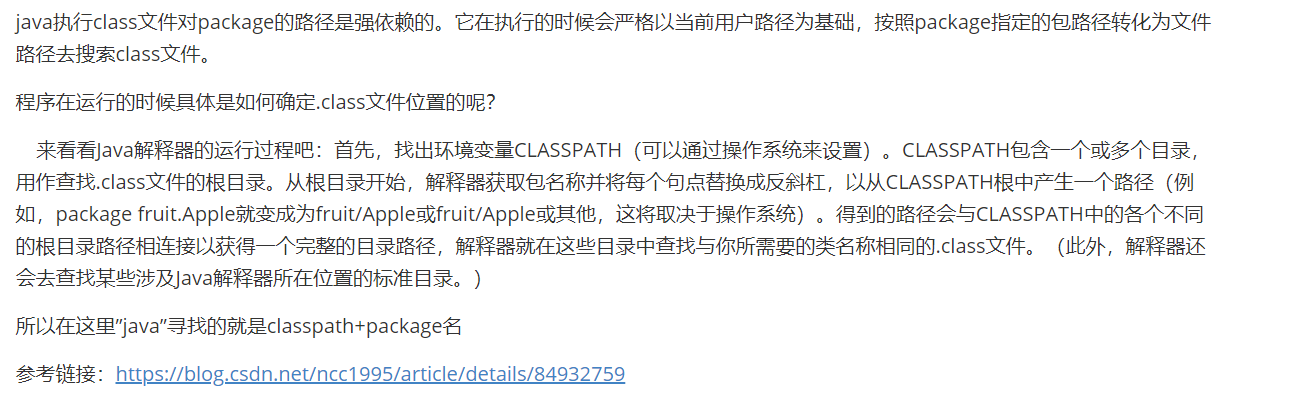 java执行class文件对package的路径是强依赖的。它在执行的时候会严格以当前用户路径为基础，按照package指定的包路径转化为文件
路径去搜索class文件。
程序在运行的时候具体是如何确定.class文件位置的呢？
来看看Java解释器的运行过程吧：首先，找出环境变量CLASSPATH（可以通过操作系统来设置）。CLASSPATH包含一个或多个目录，
用作查找.class文件的根目录。从根目录开始，解释器获取包名称并将每个句点替换成反斜杠，以从CLASSPATH根中产生一个路径（例
如，package fruit.Apple就变成为fruit/Apple或fruit/Apple或其他，这将取决于操作系统）。得到的路径会与CLASSPATH中的各个不同
的根目录路径相连接以获得一个完整的目录路径，解释器就在这些目录中查找与你所需要的类名称相同的.class文件。（此外，解释器还
会去查找某些涉及Java解释器所在位置的标准目录。）
所以在这里”java”寻找的就是classpath+package名
参考链接：https://blog.csdn.net/ncc1995/article/details/84932759